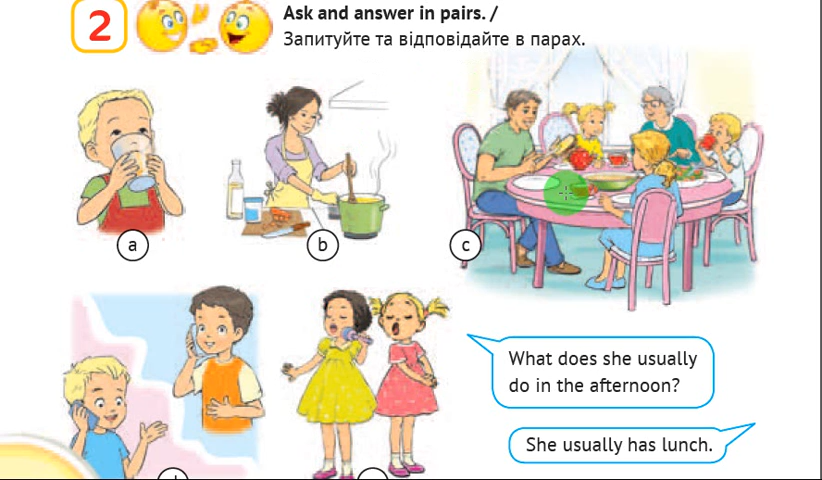 2
Ask and answer in pairs. /
Запитуйте та відповідайте в парах.
a
b
c
What does she usually
do in the afternoon?
She usually has lunch.